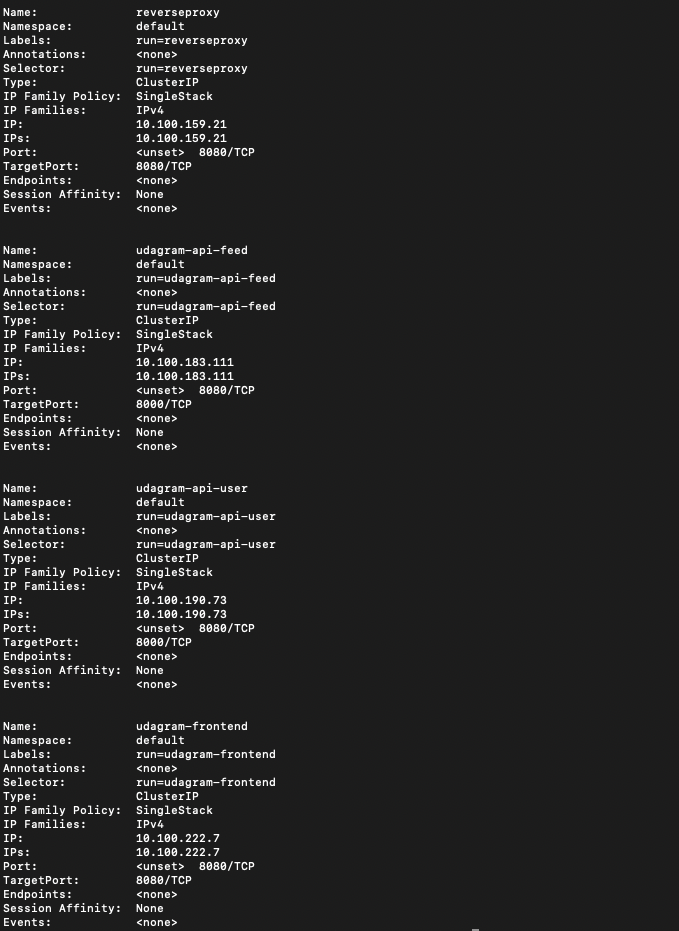 Name:              reverseproxy
Namespace:         default
Labels:            run=reverseproxy
Annotations:       <none>
Selector:          run=reverseproxy
Type:              ClusterIP
IP Family Policy:  SingleStack
IP Families:       IPv4
IP:                10.100.159.21
IPs:               10.100.159.21
Port:              <unset>  8080/TCP
TargetPort:        8080/TCP
Endpoints:         <none>
Session Affinity:  None
Events:            <none>
Name:              udagram-api-feed
Namespace:         default
Labels:            run=udagram-api-feed
Annotations:       <none>
Selector:          run=udagram-api-feed
Type:              ClusterIP
IP Family Policy:  SingleStack
IP Families:       IPv4
IP:                10.100.183.111
IPs:               10.100.183.111
Port:              <unset>  8080/TCP
TargetPort:        8000/TCP
Endpoints:         <none>
Session Affinity:  None
Events:            <none>
Name:              udagram-api-user
Namespace:         default
Labels:            run=udagram-api-user
Annotations:       <none>
Selector:          run=udagram-api-user
Type:              ClusterIP
IP Family Policy:  SingleStack
IP Families:       IPv4
IP:                10.100.190.73
IPs:               10.100.190.73
Port:              <unset>  8080/TCP
TargetPort:        8000/TCP
Endpoints:         <none>
Session Affinity:  None
Events:            <none>
Name:              udagram-frontend
Namespace:         default
Labels:            run=udagram-frontend
Annotations:       <none>
Selector:          run=udagram-frontend
Type:              ClusterIP
IP Family Policy:  SingleStack
IP Families:       IPv4
IP:                10.100.222.7
IPs:               10.100.222.7
Port:              <unset>  8080/TCP
TargetPort:        8080/TCP
Endpoints:         <none>
Session Affinity:  None
Events:            <none>